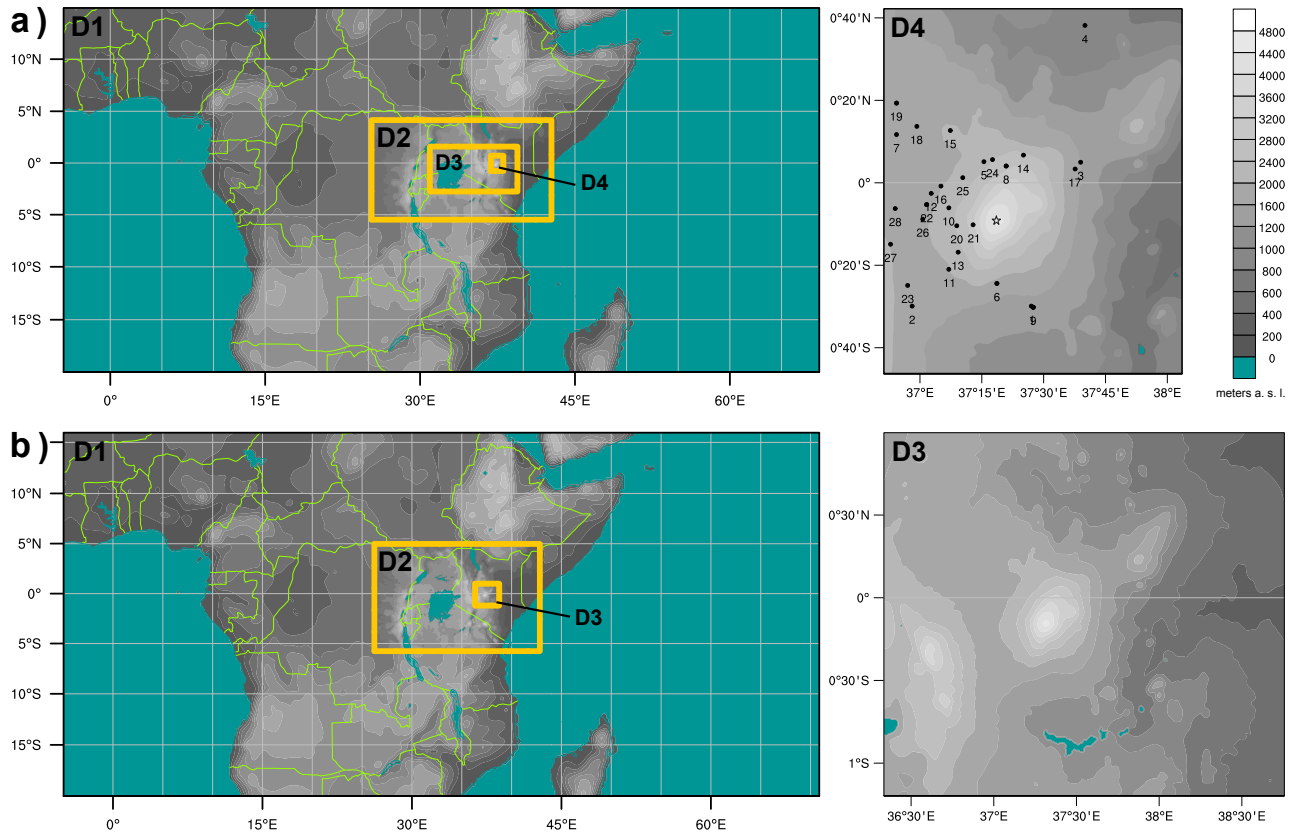 a)
D1
10°N
5°N
0°
5°S
10°S
15°S
D2
D3
D4
0°
15°E
30°E
45°E
60°E
D4
0°40'N
0°20'N
0°
0°20'S
0°40'S
4
19
7
18
15
5
24
8
14
17
3
25
16
12
22
10
28
26
20
21
27
13
11
23
2
6
1
9
37°E
37°15'E
37°30'E
37°45'E
38°E
4800
4400
4000
3600
3200
2800
2400
2000
1800
1600
1400
1200
1000
800
600
400
200
0
meters a. s. l.
b)
D1
10°N
5°N
0°
5°S
10°S
15°S
D2
D3
0°
15°E
30°E
45°E
60°E
D3
0°30'N
0°
0°30'S
1°S
36°30'E
37°E
37°30'E
38°E
38°30'E